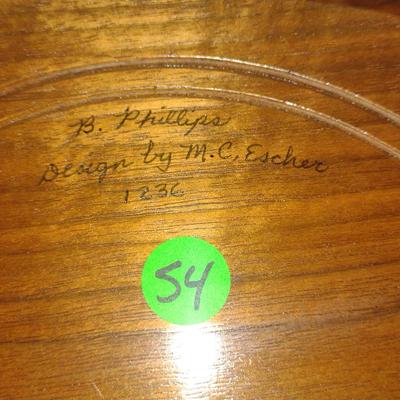 B. Phillips
Design by M.C. Escher
1236
54